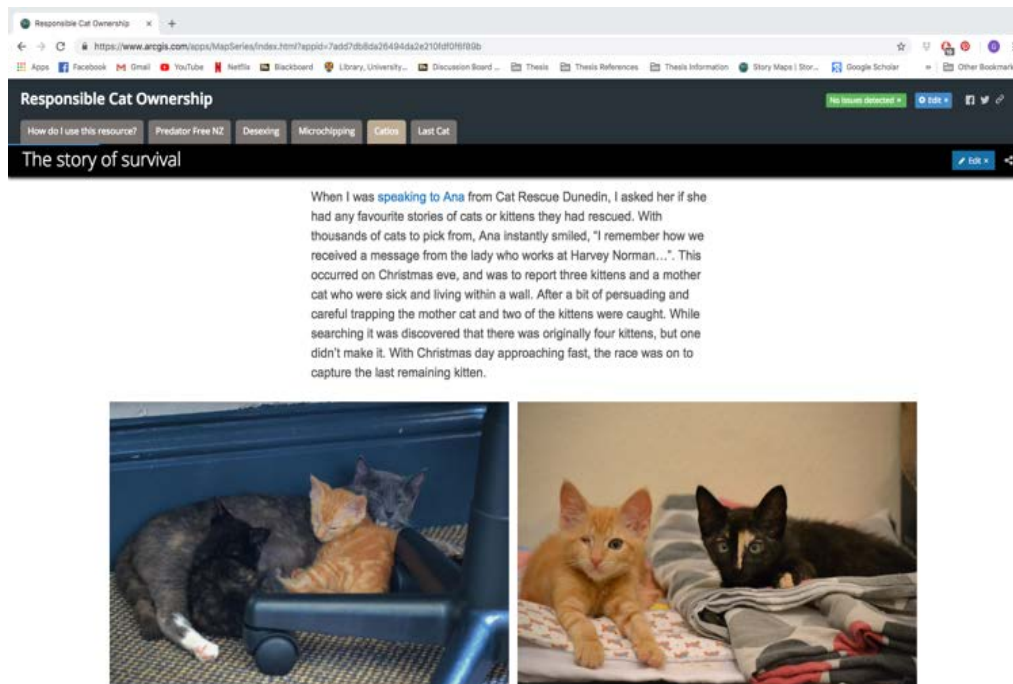 Responsible Cat Ownership
https://www.arcgis.com/apps/MapSeries/index.html?appid=7add7db8da26494da2e210fdf0f6f89b
Apps Facebook Gmail YouTube Netflix Blackboard Library, University... Discussion Board ... Thesis Thesis References Thesis Information Story Maps | Stor... Google Scholar » Other Bookmark
Responsible Cat Ownership
No issues detected × Edit ×
How do I use this resource? Predator Free NZ Desexing Microchipping Catios Last Cat
The story of survival
Edit ×
When I was speaking to Ana from Cat Rescue Dunedin, I asked her if she
had any favourite stories of cats or kittens they had rescued. With
thousands of cats to pick from, Ana instantly smiled, "I remember how we
received a message from the lady who works at Harvey Norman...". This
occurred on Christmas eve, and was to report three kittens and a mother
cat who were sick and living within a wall. After a bit of persuading and
careful trapping the mother cat and two of the kittens were caught. While
searching it was discovered that there was originally four kittens, but one
didn't make it. With Christmas day approaching fast, the race was on to
capture the last remaining kitten.